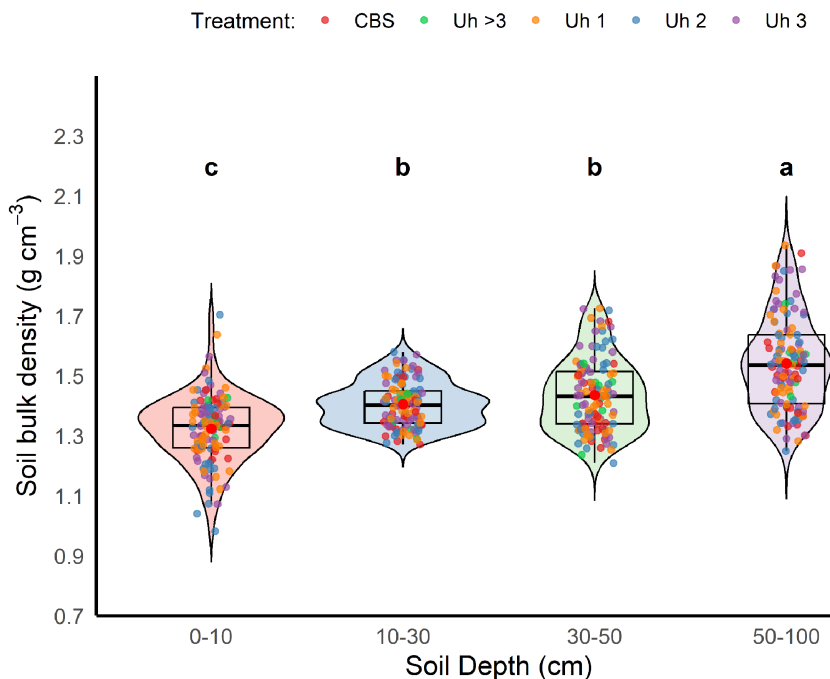 Treatment: CBS Uh >3 Uh 1 Uh 2 Uh 3
Soil bulk density (g cm⁻³)
2.3
2.1
1.9
1.7
1.5
1.3
1.1
0.9
0.7
c b b a
0-10 10-30 30-50 50-100
Soil Depth (cm)